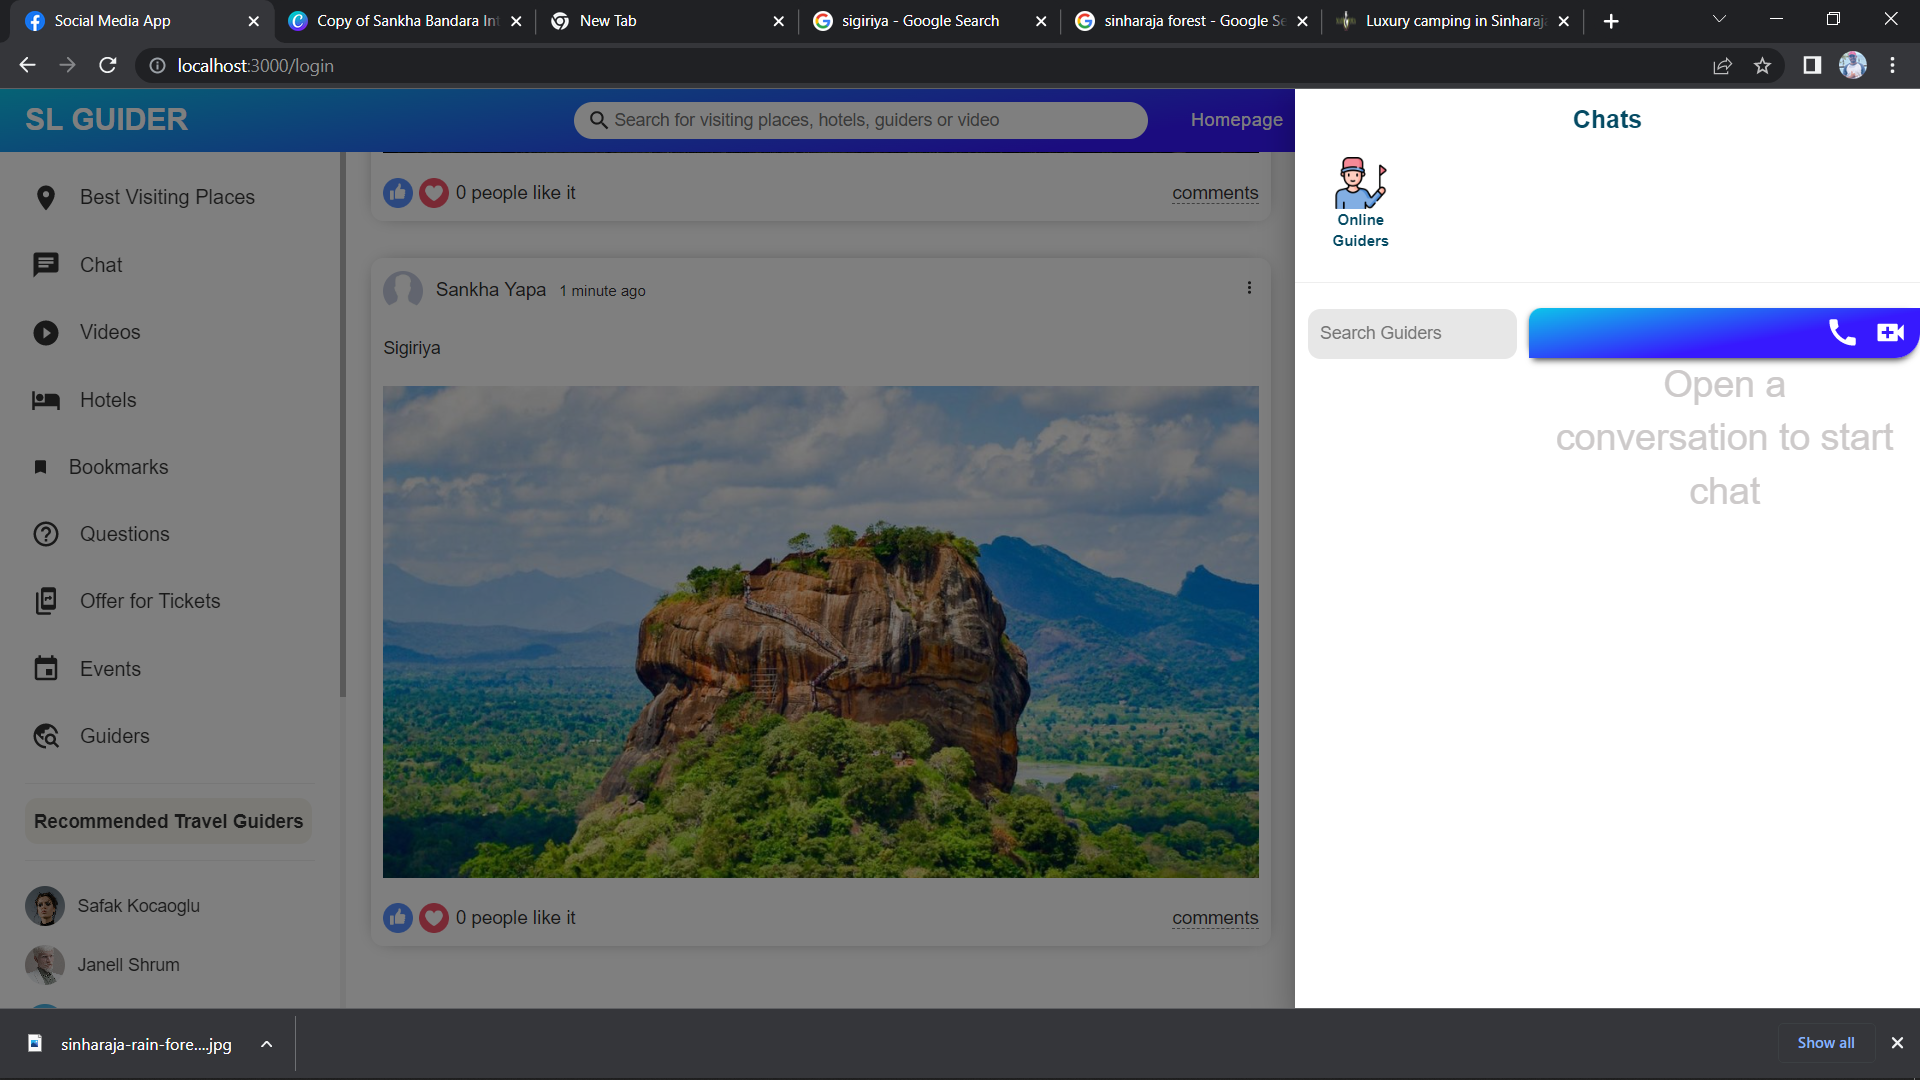 Social Media App
Copy of Sankha Bandara Int
New Tab
sigiriya - Google Search
sinharaja forest - Google Se
Luxury camping in Sinharaj
localhost:3000/login
SL GUIDER
Search for visiting places, hotels, guiders or video
Homepage
Best Visiting Places
Chat
Videos
Hotels
Bookmarks
Questions
Offer for Tickets
Events
Guiders
Recommended Travel Guiders
Safak Kocaoglu
Janell Shrum
0 people like it
comments
Sankha Yapa 1 minute ago
Sigiriya
0 people like it
comments
Chats
Online
Guiders
Search Guiders
Open a
conversation to start
chat
sinharaja-rain-fore....jpg
Show all